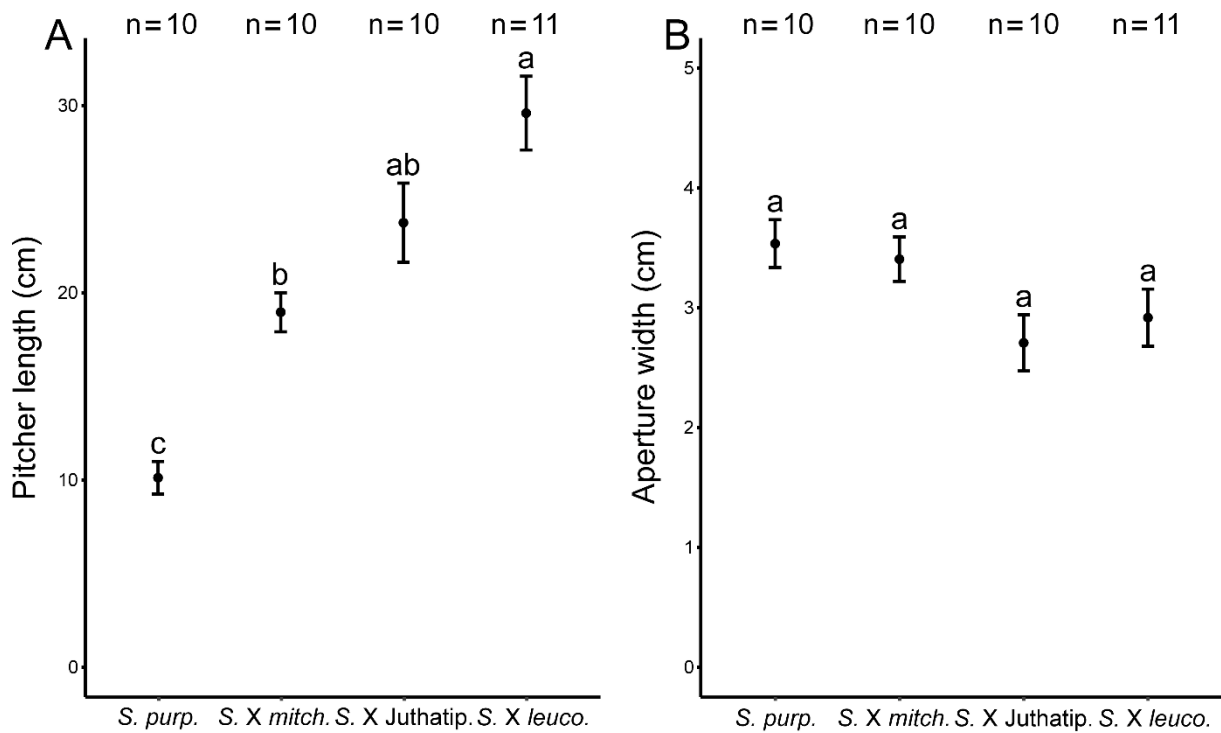 A
n=10 n=10 n=10 n=11
Pitcher length (cm)
30
20
10
0
a
ab
b
c
S. purp. S. X mitch. S. X Juthatip. S. X leuco.
B
n=10 n=10 n=10 n=11
Aperture width (cm)
5
4
3
2
1
0
a
a
a
a
S. purp. S. X mitch. S. X Juthatip. S. X leuco.